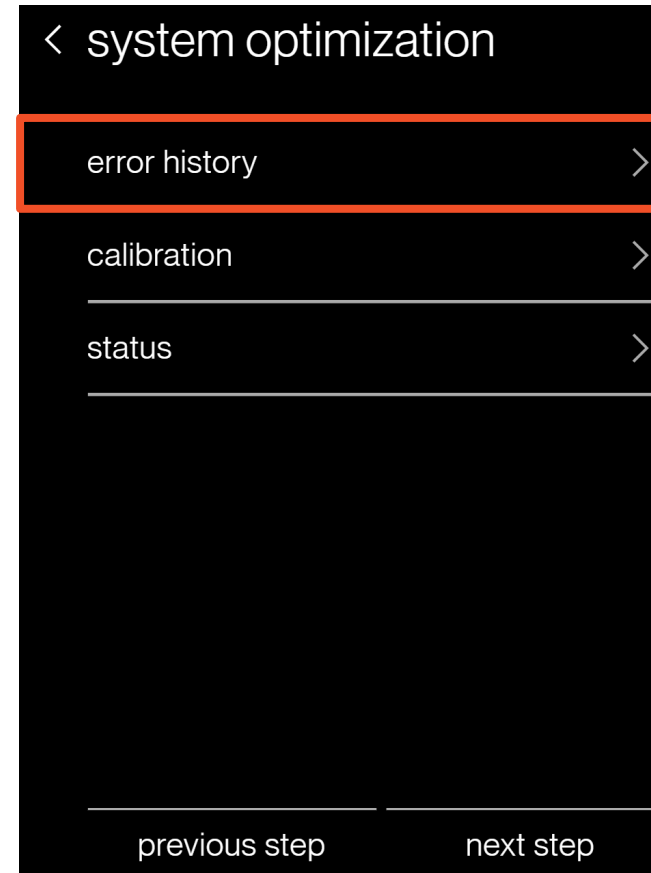 system optimization
error history
calibration
status
previous step next step